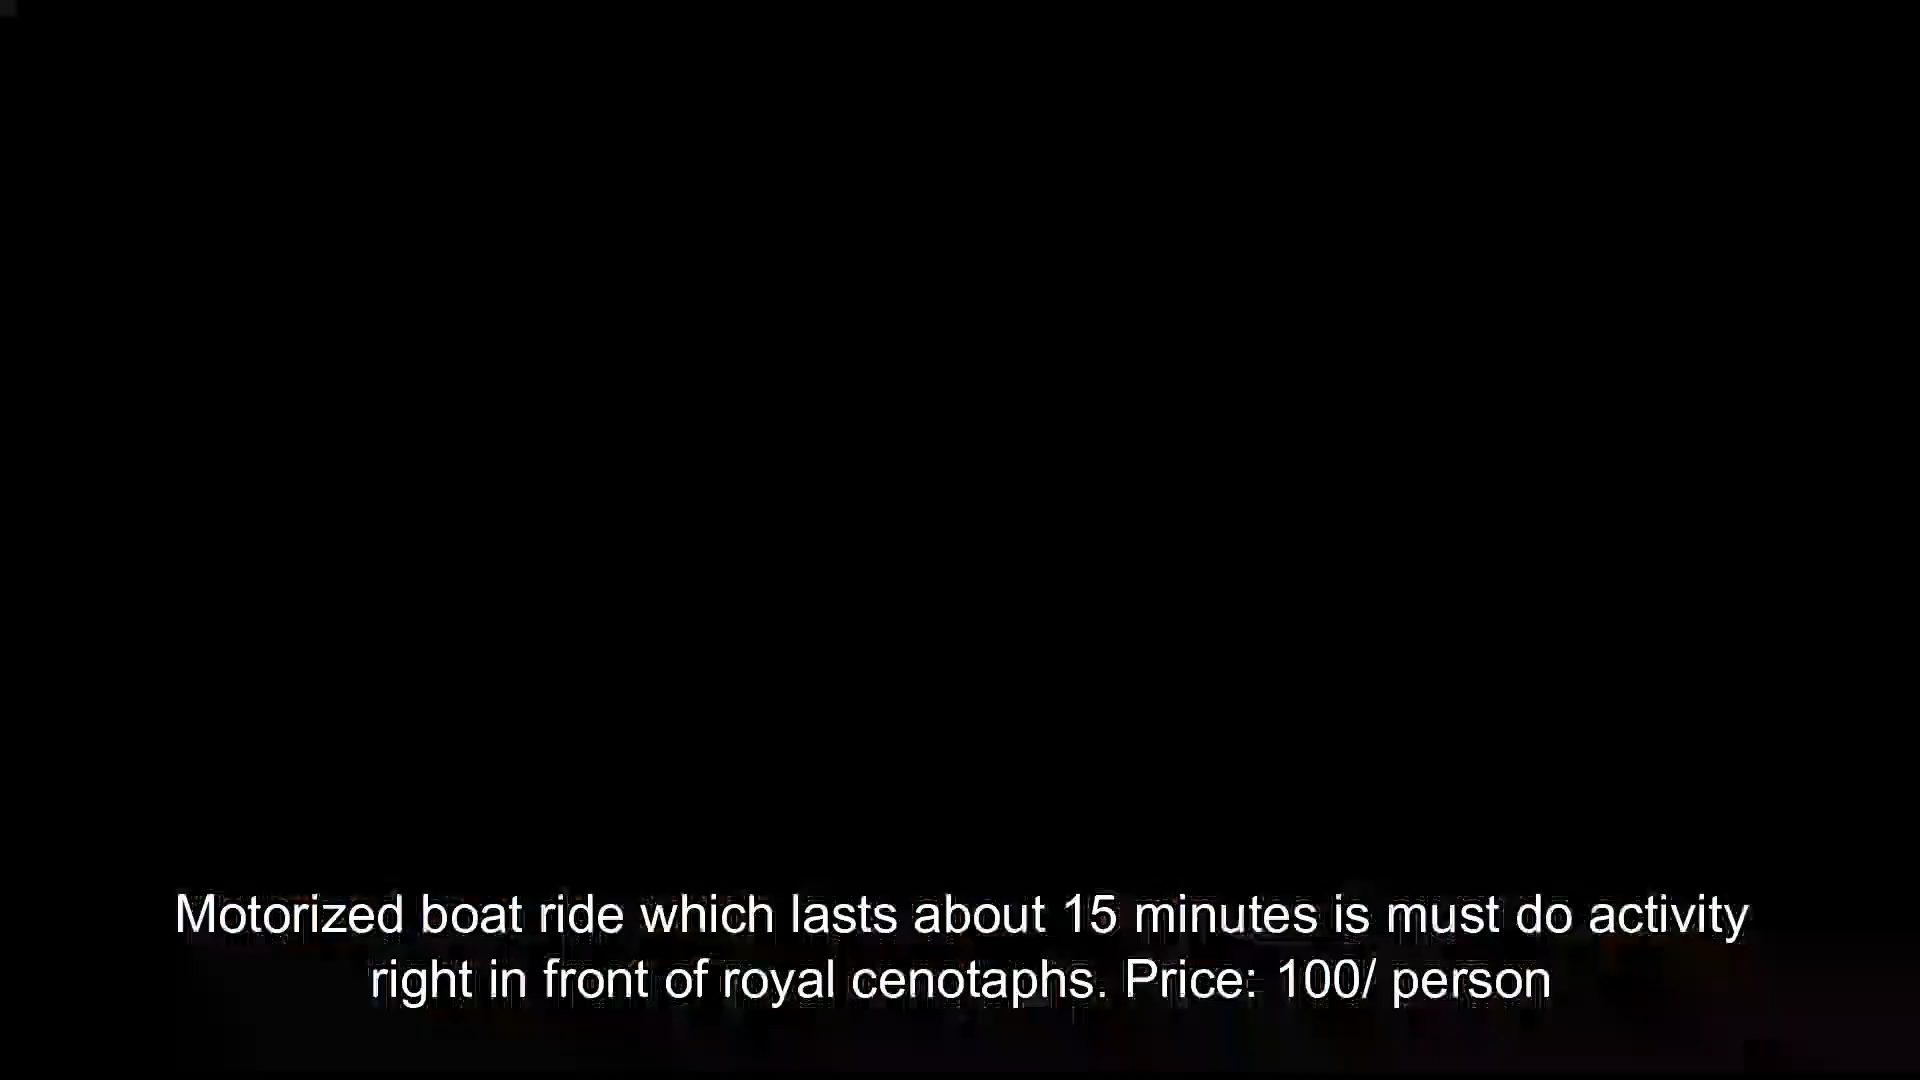 Motorized boat ride which lasts about 15 minutes is must do activity
right in front of royal cenotaphs. Price: 100/ person